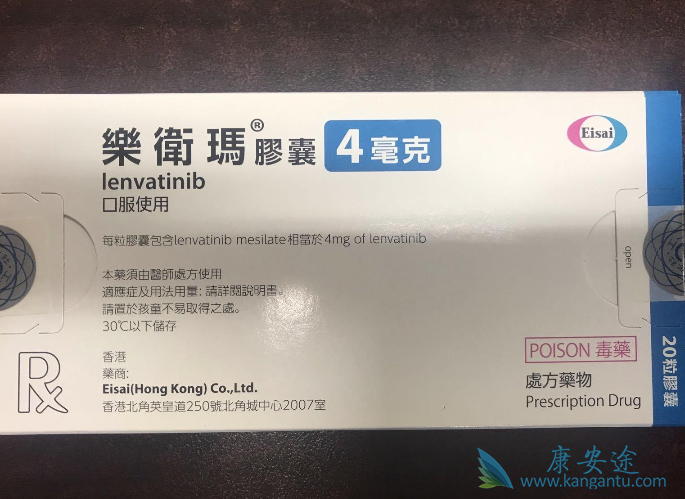 樂衛瑪®膠囊 4毫克
Eisai
lenvatinib
口服使用
每粒膠囊包含lenvatinib mesilate相當於4mg of lenvatinib
本藥須由醫師處方使用
適應症及用法用量: 請詳閱說明書。
請置於孩童不易取得之處。
30℃以下儲存
open
Rx
香港
藥商:
Eisai(Hong Kong) Co.,Ltd.
香港北角英皇道250號北角城中心2007室
POISON 毒藥
處方藥物
Prescription Drug
20粒膠囊
康安途
www.kangantu.com